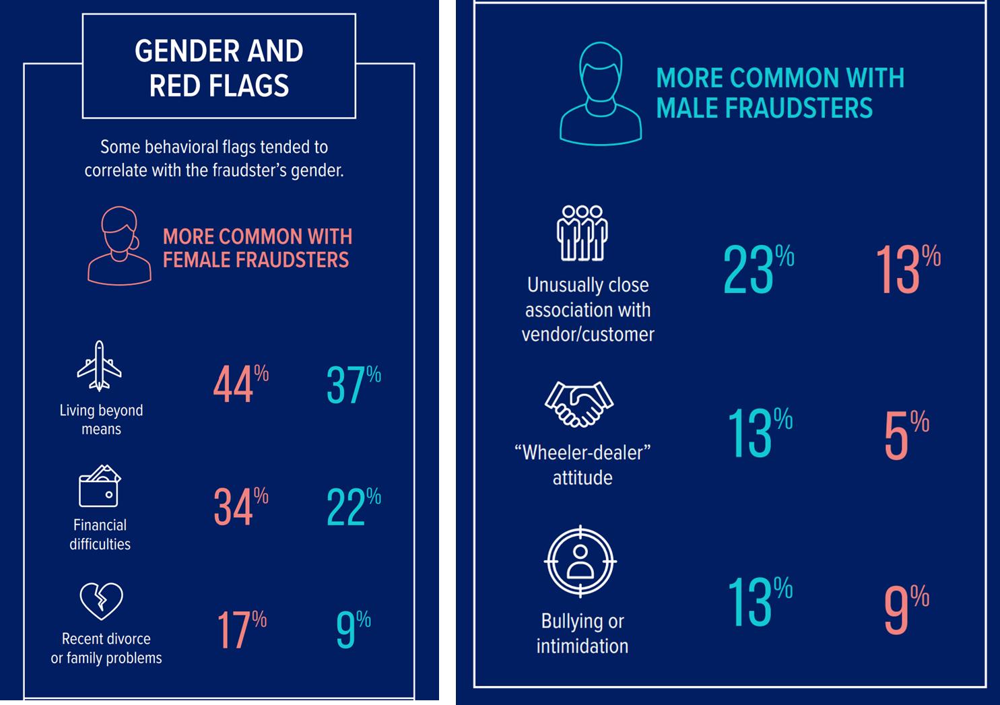 GENDER AND
RED FLAGS
Some behavioral flags tended to
correlate with the fraudster’s gender.
MORE COMMON WITH
FEMALE FRAUDSTERS
Living beyond
means
44% 37%
Financial
difficulties
34% 22%
Recent divorce
or family problems
17% 9%
MORE COMMON WITH
MALE FRAUDSTERS
Unusually close
association with
vendor/customer
23% 13%
“Wheeler-dealer”
attitude
13% 5%
Bullying or
intimidation
13% 9%